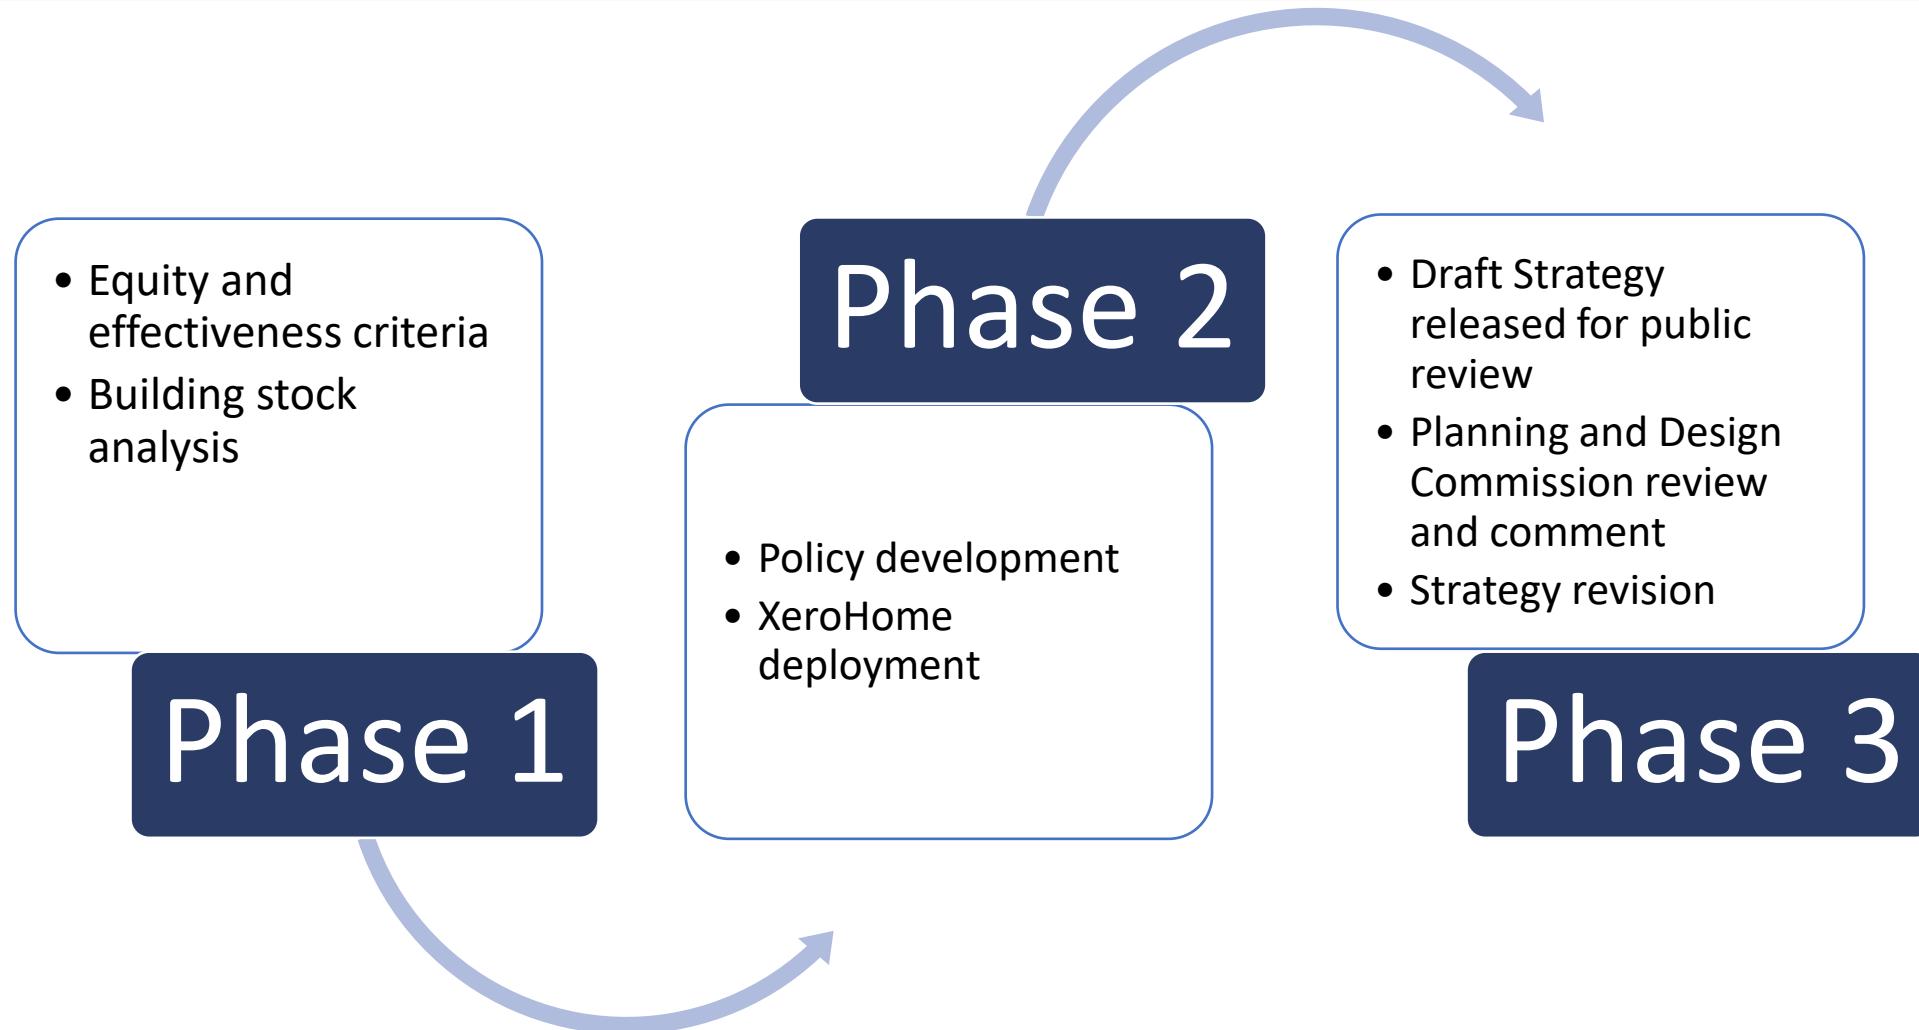 • Equity and
effectiveness criteria
• Building stock
analysis
Phase 1
Phase 2
• Policy development
• XeroHome
deployment
• Draft Strategy
released for public
review
• Planning and Design
Commission review
and comment
• Strategy revision
Phase 3